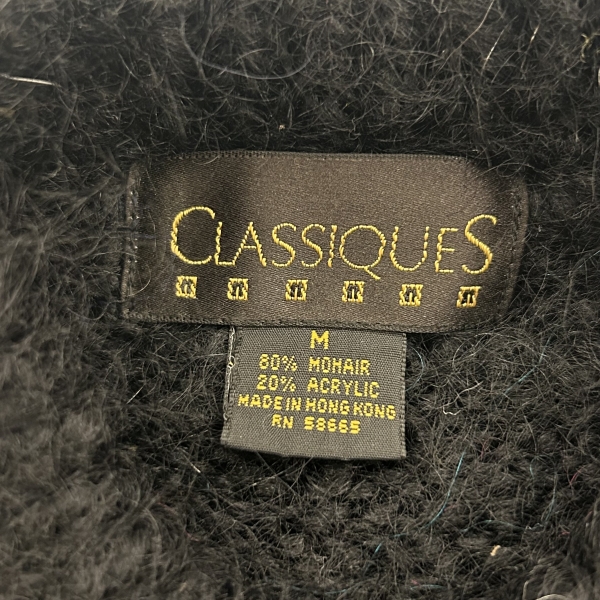 CLASSIQUES
M
80% MOHAIR
20% ACRYLIC
MADE IN HONG KONG
RN 58665